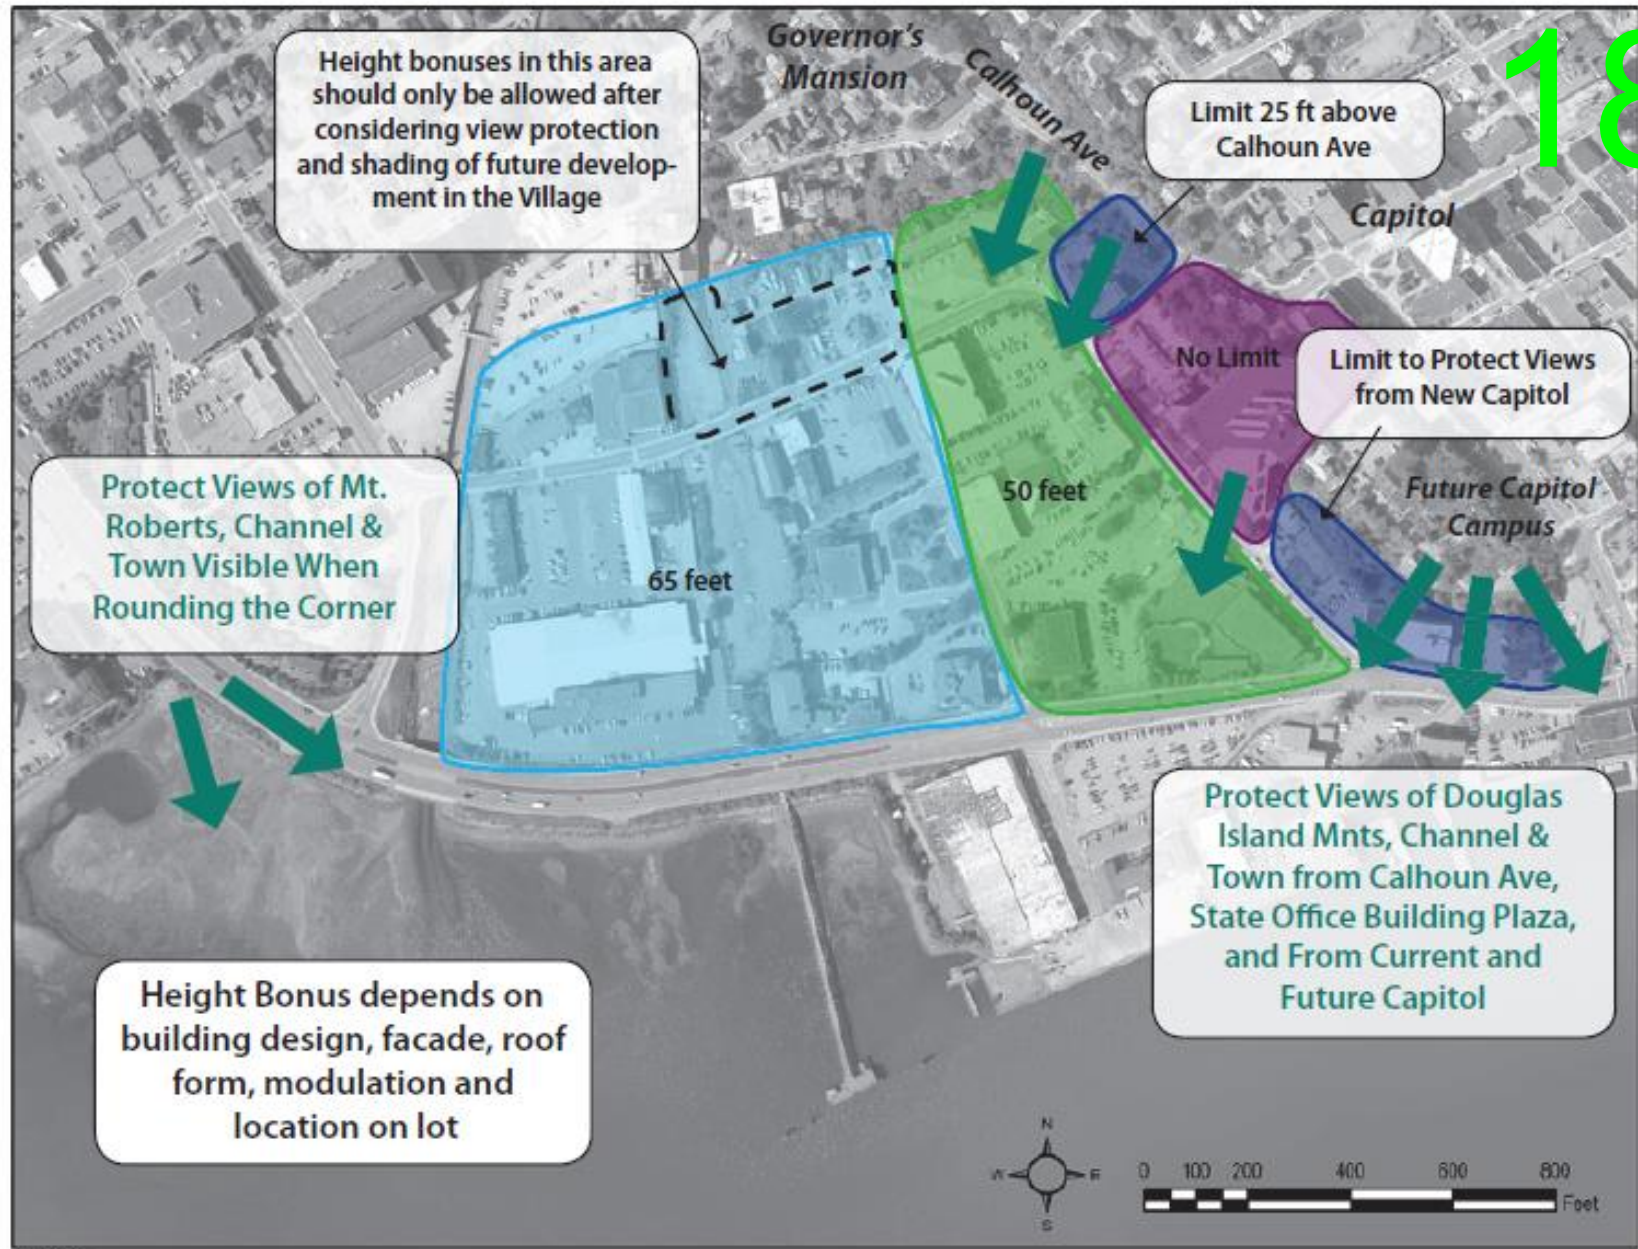 Governor's
Mansion
Calhoun Ave
18
Height bonuses in this area
should only be allowed after
considering view protection
and shading of future develop-
ment in the Village
Limit 25 ft above
Calhoun Ave
Capitol
No Limit
Limit to Protect Views
from New Capitol
Protect Views of Mt.
Roberts, Channel &
Town Visible When
Rounding the Corner
50 feet
Future Capitol
Campus
65 feet
Protect Views of Douglas
Island Mnts, Channel &
Town from Calhoun Ave,
State Office Building Plaza,
and From Current and
Future Capitol
Height Bonus depends on
building design, facade, roof
form, modulation and
location on lot
N
W E
S
0 100 200 400 600 800
Feet